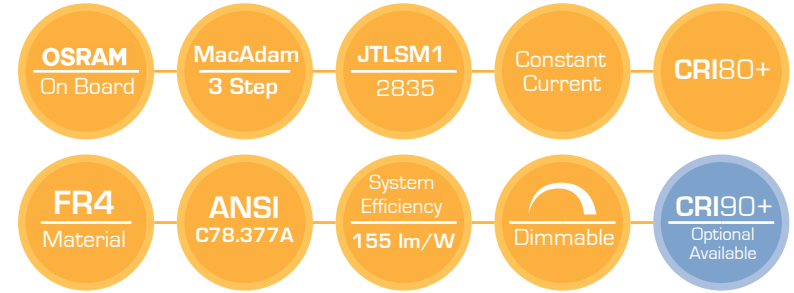 OSRAM
On Board
MacAdam
3 Step
JTLSM1
2835
Constant
Current
CRI80+
FR4
Material
ANSI
C78.377A
System
Efficiency
155 lm/W
Dimmable
CRI90+
Optional
Available